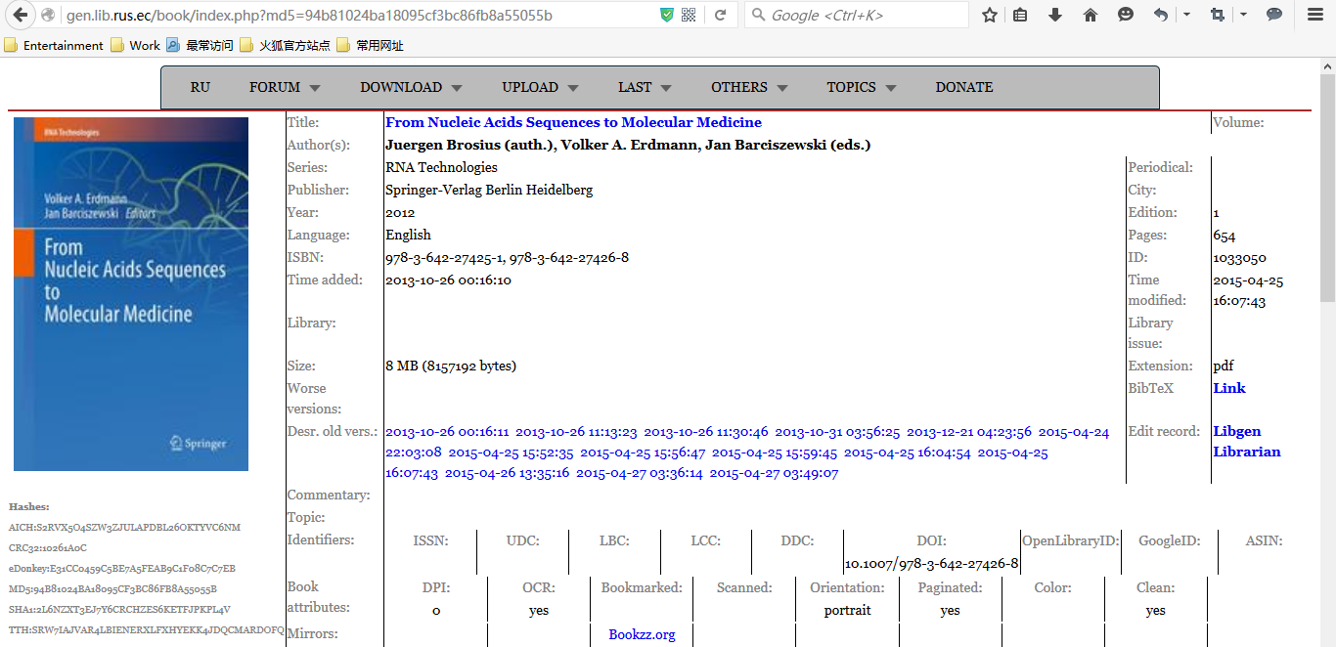 gen.lib.rus.ec/book/index.php?md5=94b81024ba18095cf3bc86fb8a55055b
Google <Ctrl+K>
Entertainment Work 最常访问 火狐官方站点 常用网址
RU FORUM DOWNLOAD UPLOAD LAST OTHERS TOPICS DONATE
RNA Technologies
Volker A. Erdmann
Jan Barciszewski Editors
From
Nucleic Acids Sequences
to
Molecular Medicine
Springer
Hashes:
AICH:S2RVX5O4SZW3ZJULAPDBL26OKTYVC6NM
CRC32:10261A0C
eDonkey:E31CC0459C5BE7A5FEAB9C1F08C7C7EB
MD5:94B81024BA18095CF3BC86FB8A55055B
SHA1:2L6NZXT3EJ7Y6CRCHZES6KETFJPKPL4V
TTH:SRW7IAJVAR4LBIENERXLFXHYEKK4JDQCMARDOFQ
Title: From Nucleic Acids Sequences to Molecular Medicine Volume:
Author(s): Juergen Brosius (auth.), Volker A. Erdmann, Jan Barciszewski (eds.)
Series: RNA Technologies Periodical:
Publisher: Springer-Verlag Berlin Heidelberg City:
Year: 2012 Edition: 1
Language: English Pages: 654
ISBN: 978-3-642-27425-1, 978-3-642-27426-8 ID: 1033050
Time added: 2013-10-26 00:16:10 Time 2015-04-25
modified: 16:07:43
Library: Library
issue:
Size: 8 MB (8157192 bytes) Extension: pdf
Worse BibTeX Link
versions:
Desr. old vers.: 2013-10-26 00:16:11 2013-10-26 11:13:23 2013-10-26 11:30:46 2013-10-31 03:56:25 2013-12-21 04:23:56 2015-04-24 Edit record: Libgen
22:03:08 2015-04-25 15:52:35 2015-04-25 15:56:47 2015-04-25 15:59:45 2015-04-25 16:04:54 2015-04-25 Librarian
16:07:43 2015-04-26 13:35:16 2015-04-27 03:36:14 2015-04-27 03:49:07
Commentary:
Topic:
Identifiers: ISSN: UDC: LBC: LCC: DDC: DOI: OpenLibraryID: GoogleID: ASIN:
10.1007/978-3-642-27426-8
Book DPI: OCR: Bookmarked: Scanned: Orientation: Paginated: Color: Clean:
attributes: 0 yes portrait yes yes
Mirrors: Bookzz.org